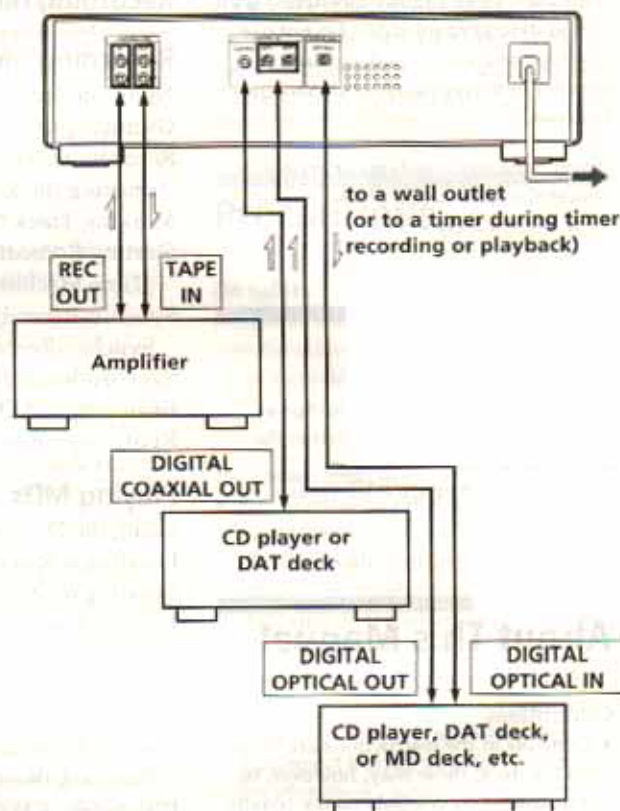 to a wall outlet
(or to a timer during timer
recording or playback)
REC
OUT
TAPE
IN
Amplifier
DIGITAL
COAXIAL OUT
CD player or
DAT deck
DIGITAL
OPTICAL OUT
DIGITAL
OPTICAL IN
CD player, DAT deck,
or MD deck, etc.